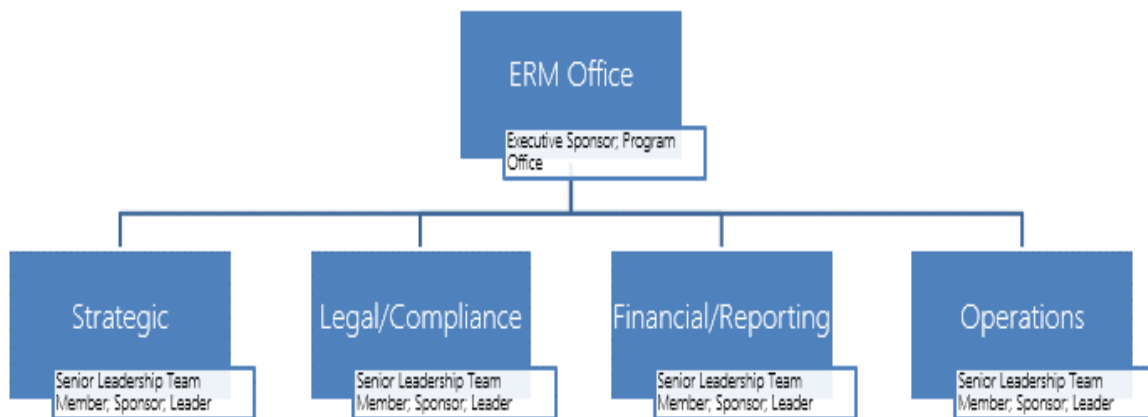 ERM Office
Executive Sponsor; Program
Office
Strategic
Legal/Compliance
Financial/Reporting
Operations
Senior Leadership Team
Member; Sponsor; Leader
Senior Leadership Team
Member; Sponsor; Leader
Senior Leadership Team
Member; Sponsor; Leader
Senior Leadership Team
Member; Sponsor; Leader